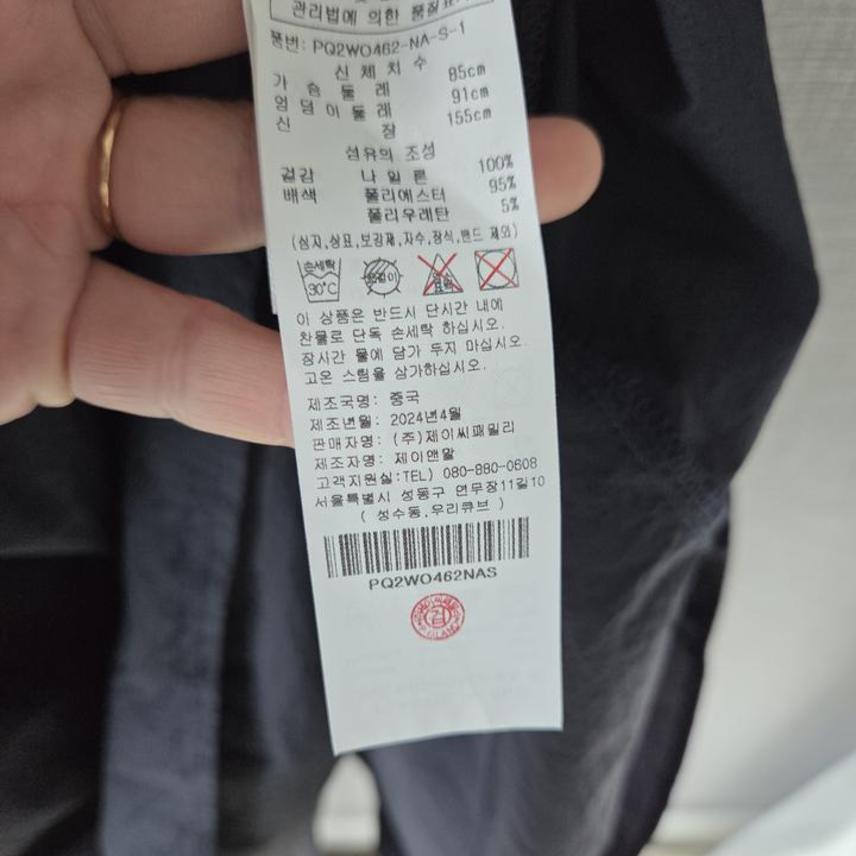 관리법에 의한 품질표시
품번: PQ2WO462-NA-S-1
신체치수
가슴둘레 85cm
엉덩이둘레 91cm
신장 155cm
섬유의 조성
겉감 나일론 100%
배색 폴리에스터 95%
폴리우레탄 5%
(심지,상표,보강재,자수,장식,밴드 제외)
손세탁
30°C
이 상품은 반드시 단시간 내에
찬물로 단독 손세탁 하십시오.
장시간 물에 담가 두지 마십시오.
고온 스팀을 삼가하십시오.
제조국명: 중국
제조년월: 2024년4월
판매자명: (주)제이씨패밀리
제조자명: 제이앤말
고객지원실:TEL) 080-880-0608
서울특별시 성동구 연무장11길10
( 성수동,우리큐브 )
PQ2WO462NAS
검